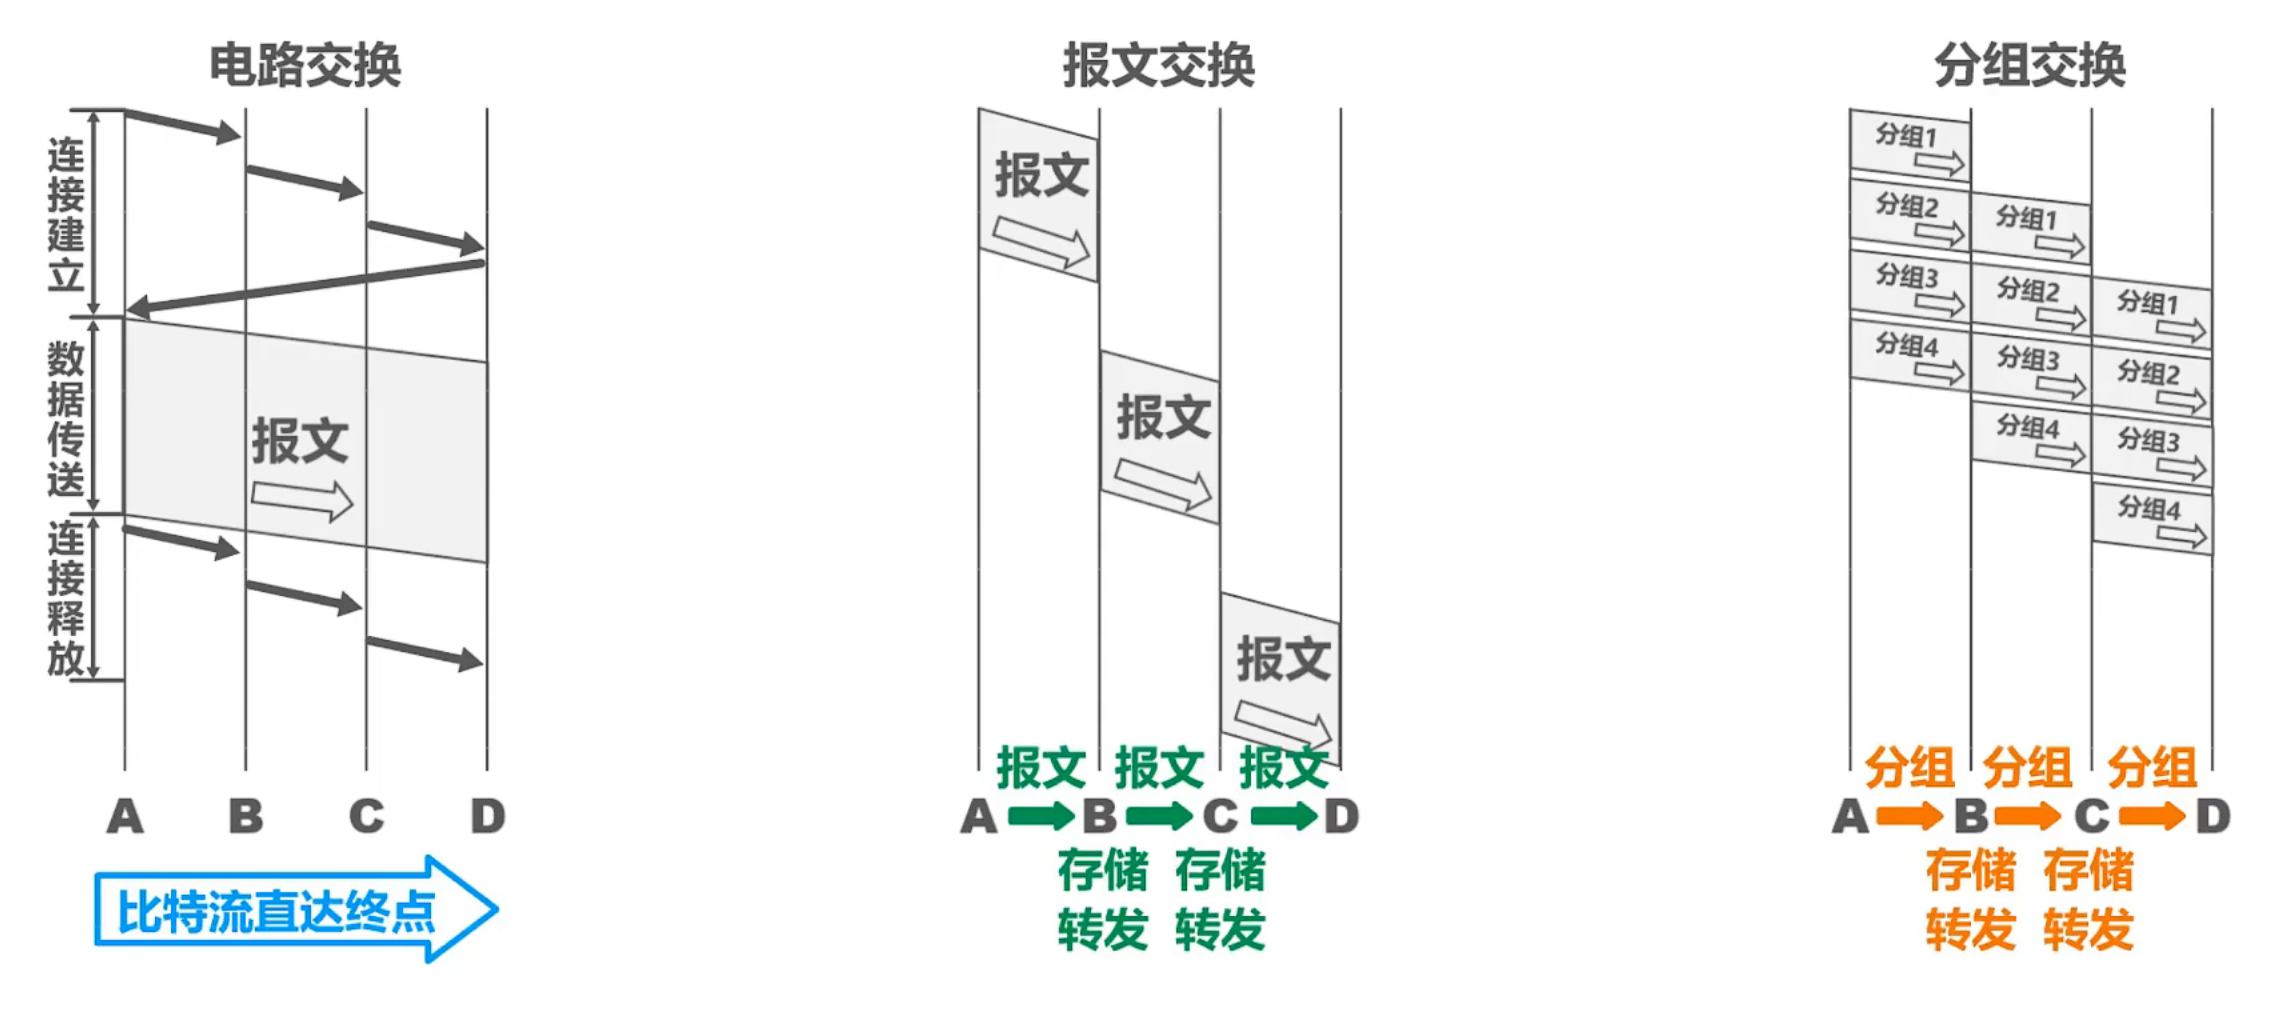 电路交换
连接建立
数据传送
连接释放
报文
A B C D
比特流直达终点
报文交换
报文
报文
报文
报文 报文 报文
A B C D
存储 存储
转发 转发
分组交换
分组1
分组2 分组1
分组3 分组2 分组1
分组4 分组3 分组2
分组4 分组3
分组4
分组 分组 分组
A B C D
存储 存储
转发 转发